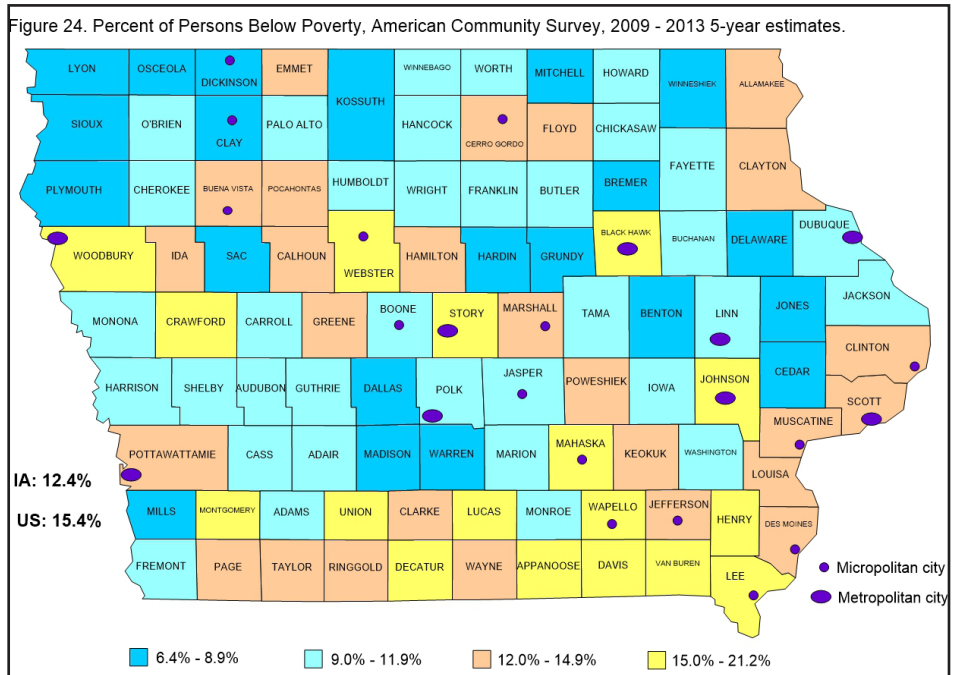 Figure 24. Percent of Persons Below Poverty, American Community Survey, 2009 - 2013 5-year estimates.
LYON OSCEOLA DICKINSON EMMET KOSSUTH WINNEBAGO WORTH MITCHELL HOWARD WINNESHIEK ALLAMAKEE
SIOUX O'BRIEN CLAY PALO ALTO HANCOCK CERRO GORDO FLOYD CHICKASAW
PLYMOUTH CHEROKEE BUENA VISTA POCAHONTAS HUMBOLDT WRIGHT FRANKLIN BUTLER BREMER FAYETTE CLAYTON
WOODBURY IDA SAC CALHOUN WEBSTER HAMILTON HARDIN GRUNDY BLACK HAWK BUCHANAN DELAWARE DUBUQUE
MONONA CRAWFORD CARROLL GREENE BOONE STORY MARSHALL TAMA BENTON LINN JONES JACKSON
CLINTON
HARRISON SHELBY AUDUBON GUTHRIE DALLAS POLK JASPER POWESHIEK IOWA JOHNSON CEDAR SCOTT
MUSCATINE
POTTAWATTAMIE CASS ADAIR MADISON WARREN MARION MAHASKA KEOKUK WASHINGTON LOUISA
IA: 12.4%
MILLS MONTGOMERY ADAMS UNION CLARKE LUCAS MONROE WAPELLO JEFFERSON HENRY DES MOINES
US: 15.4%
FREMONT PAGE TAYLOR RINGGOLD DECATUR WAYNE APPANOOSE DAVIS VAN BUREN LEE
Micropolitan city
Metropolitan city
6.4% - 8.9% 9.0% - 11.9% 12.0% - 14.9% 15.0% - 21.2%